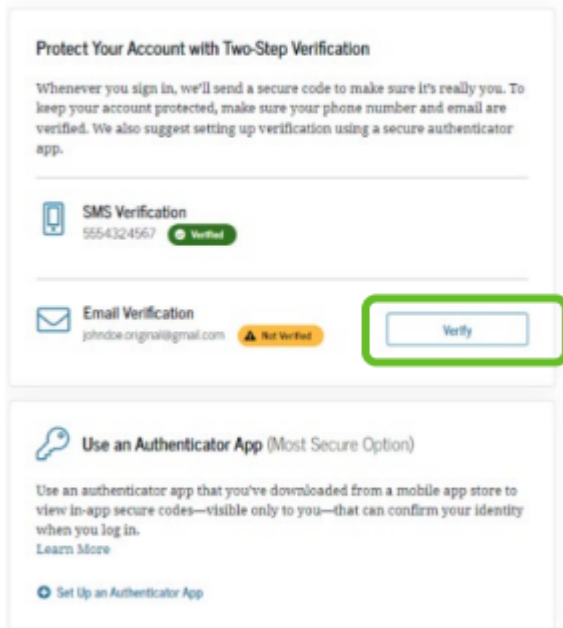 Protect Your Account with Two-Step Verification
Whenever you sign in, we'll send a secure code to make sure it's really you. To
keep your account protected, make sure your phone number and email are
verified. We also suggest setting up verification using a secure authenticator
app.
SMS Verification
5554324567 Verified
Email Verification
johndoe.original@gmail.com Not Verified Verify
Use an Authenticator App (Most Secure Option)
Use an authenticator app that you've downloaded from a mobile app store to
view in-app secure codes—visible only to you—that can confirm your identity
when you log in.
Learn More
Set Up an Authenticator App